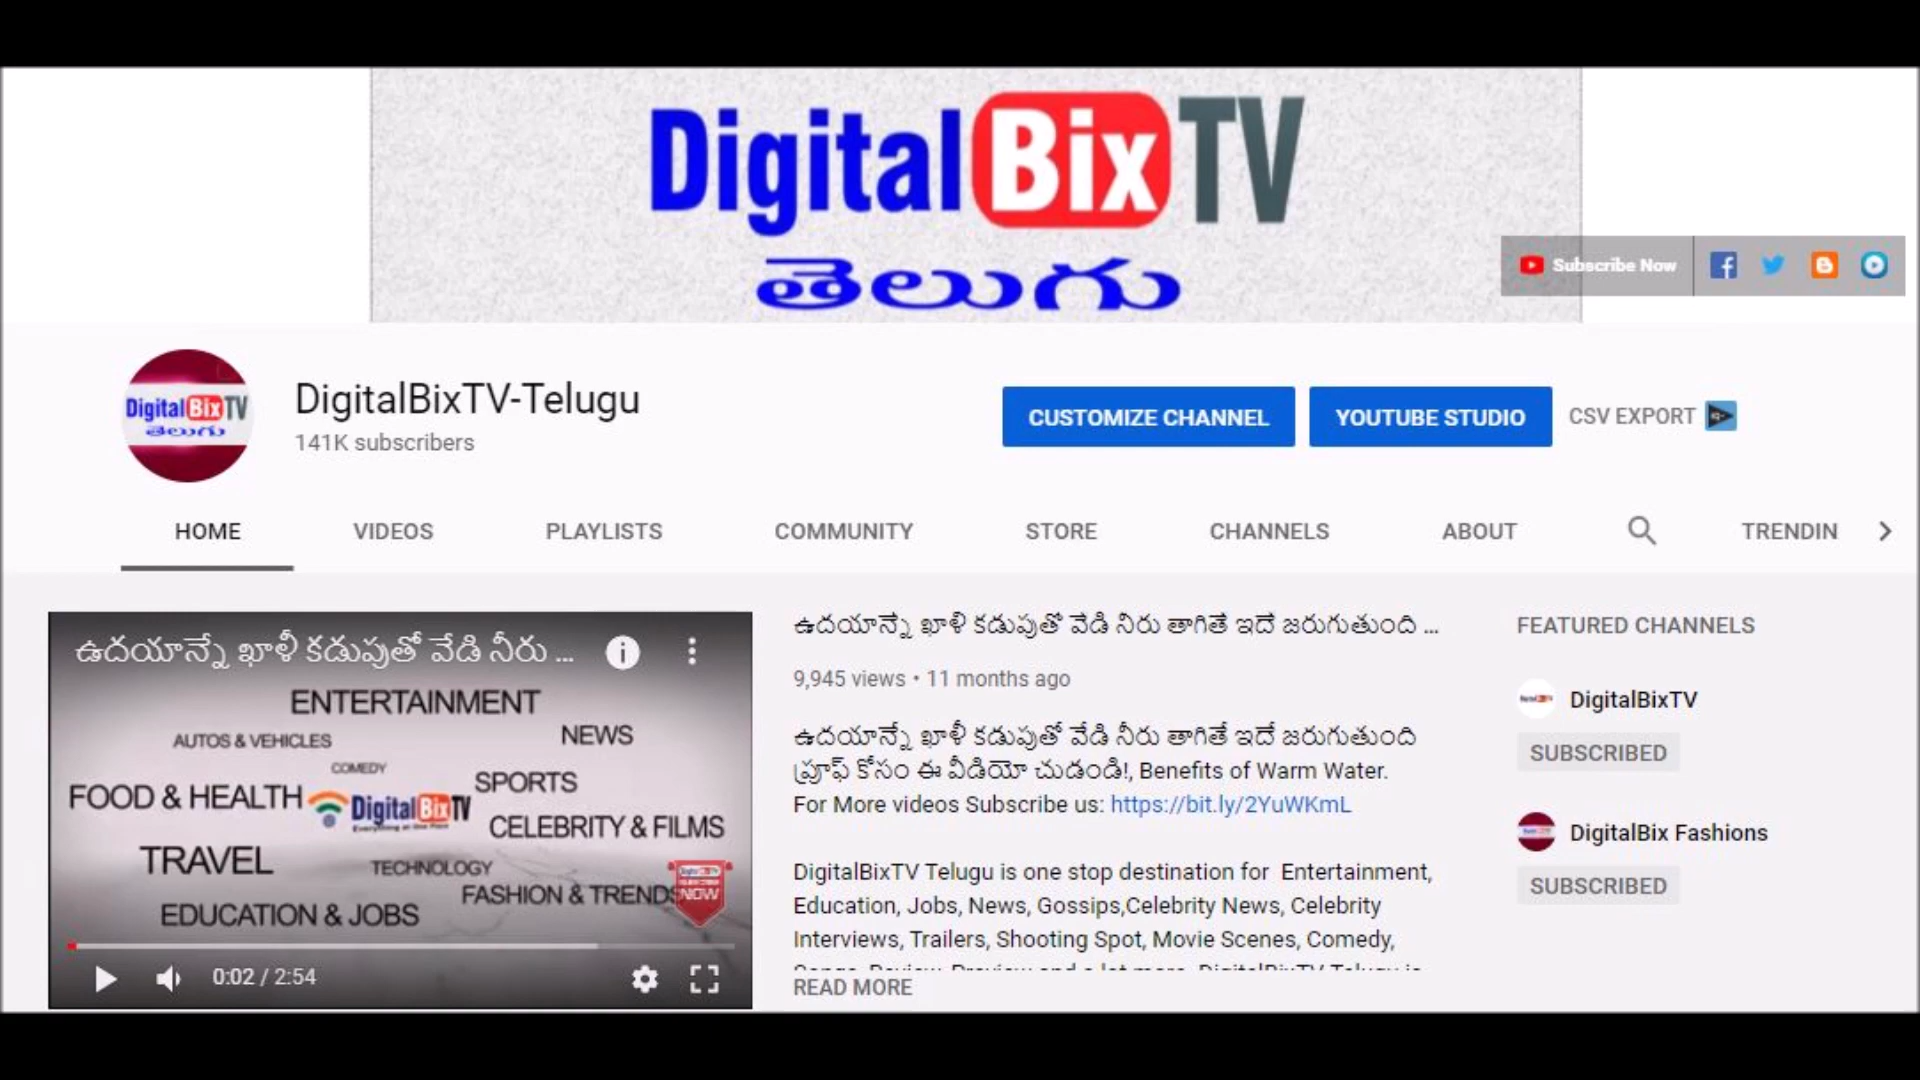 DigitalBixTV
తెలుగు
Subscribe Now
DigitalBixTV
తెలుగు
DigitalBixTV-Telugu
141K subscribers
CUSTOMIZE CHANNEL
YOUTUBE STUDIO
CSV EXPORT
HOME
VIDEOS
PLAYLISTS
COMMUNITY
STORE
CHANNELS
ABOUT
TRENDIN
ఉదయాన్నే ఖాళీ కడుపుతో వేడి నీరు ...
ENTERTAINMENT
AUTOS & VEHICLES
NEWS
COMEDY
SPORTS
FOOD & HEALTH
DigitalBixTV
CELEBRITY & FILMS
TRAVEL
TECHNOLOGY
FASHION & TRENDS
NOW
EDUCATION & JOBS
0:02 / 2:54
ఉదయాన్నే ఖాళీ కడుపుతో వేడి నీరు తాగితే ఇదే జరుగుతుంది ...
9,945 views • 11 months ago
ఉదయాన్నే ఖాళీ కడుపుతో వేడి నీరు తాగితే ఇదే జరుగుతుంది
ప్రూఫ్ కోసం ఈ వీడియో చుడండి!, Benefits of Warm Water.
For More videos Subscribe us: https://bit.ly/2YuWKmL
DigitalBixTV Telugu is one stop destination for Entertainment,
Education, Jobs, News, Gossips,Celebrity News, Celebrity
Interviews, Trailers, Shooting Spot, Movie Scenes, Comedy,
READ MORE
FEATURED CHANNELS
DigitalBixTV
SUBSCRIBED
DigitalBix Fashions
SUBSCRIBED